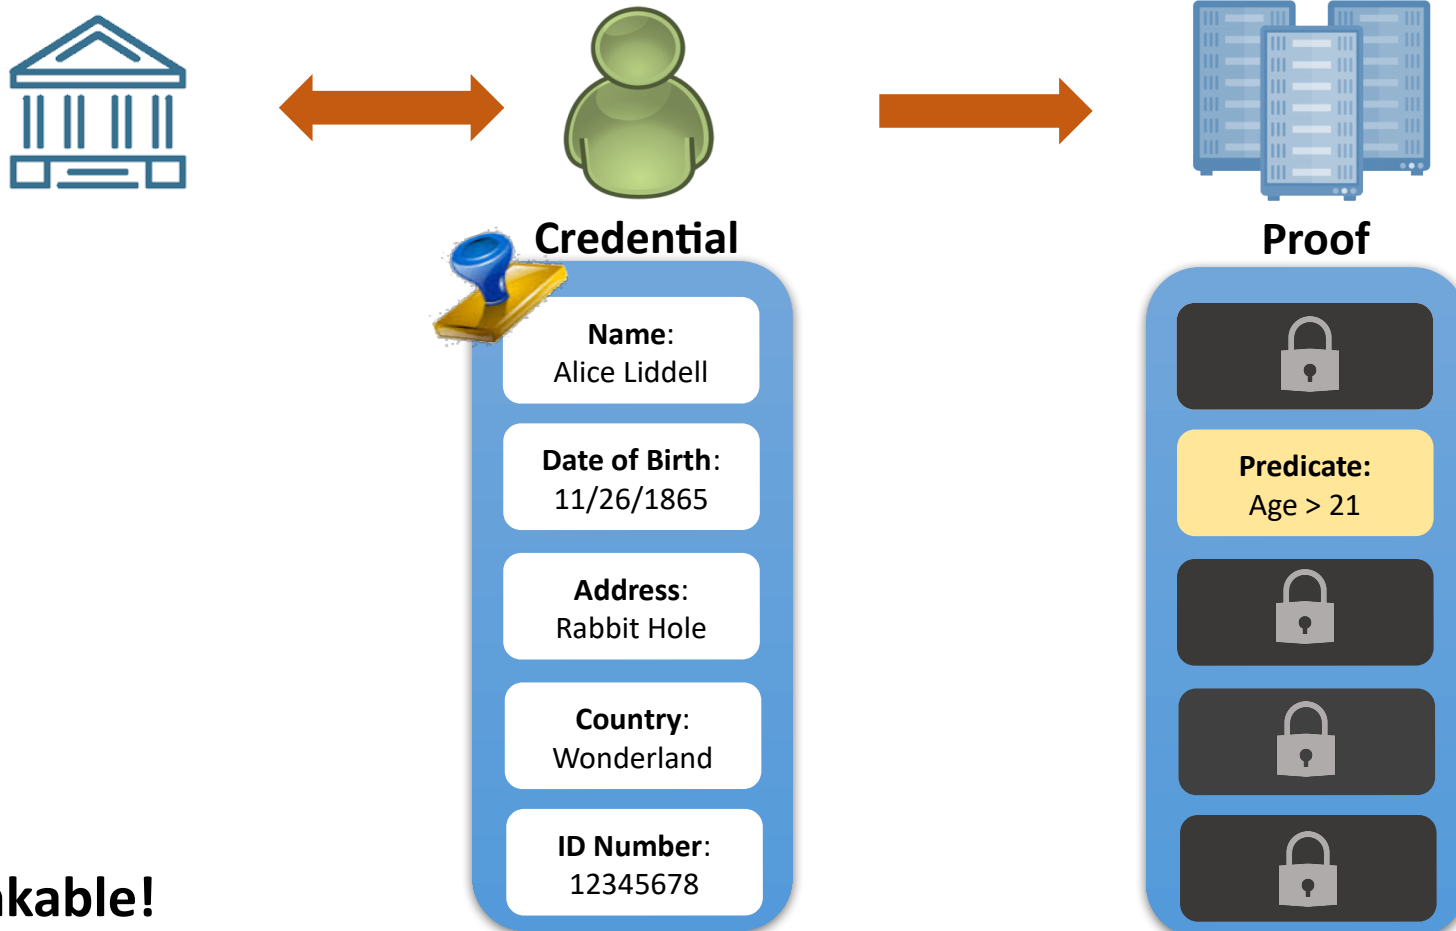 Credential
Proof
Name:
Alice Liddell
Date of Birth:
11/26/1865
Address:
Rabbit Hole
Country:
Wonderland
ID Number:
12345678
Predicate:
Age > 21